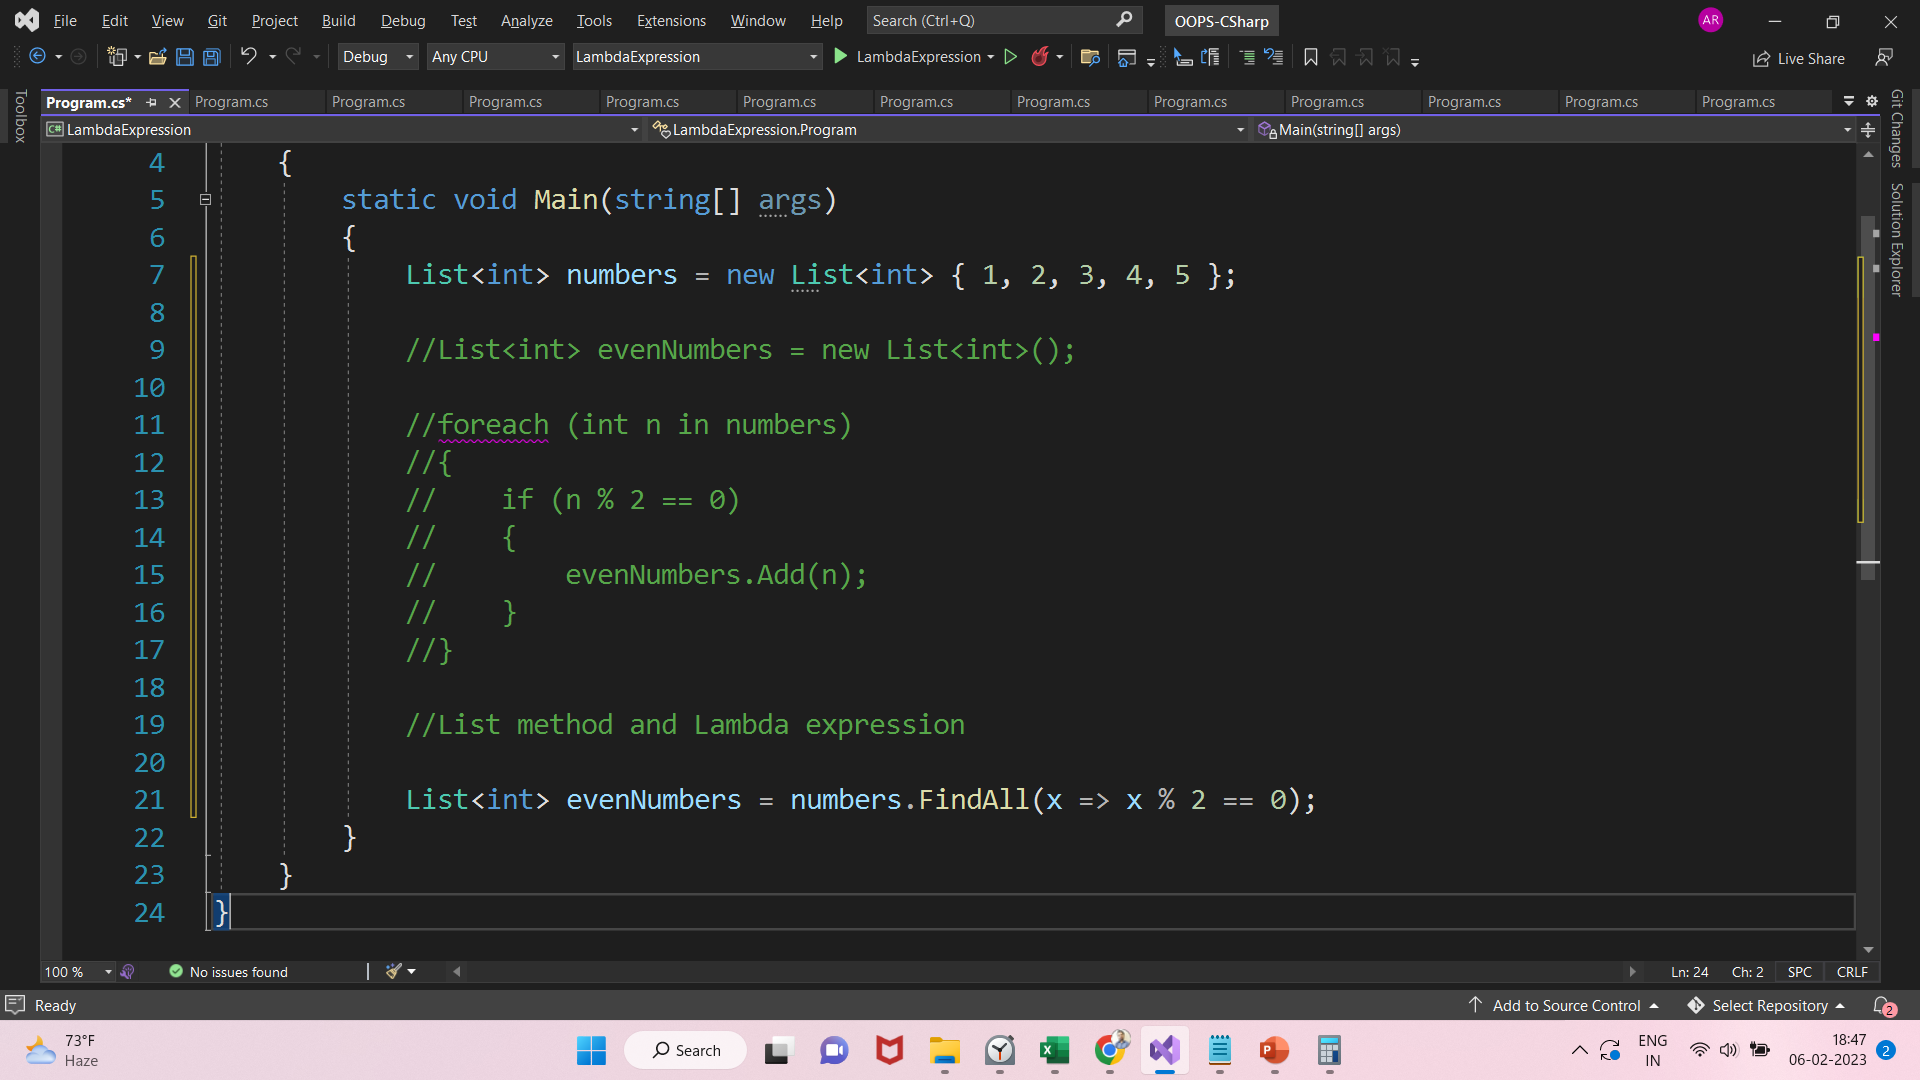 File Edit View Git Project Build Debug Test Analyze Tools Extensions Window Help Search (Ctrl+Q) OOPS-CSharp AR
Debug Any CPU LambdaExpression LambdaExpression Live Share
Program.cs* Program.cs Program.cs Program.cs Program.cs Program.cs Program.cs Program.cs Program.cs Program.cs Program.cs Program.cs Program.cs
Toolbox
Git Changes
Solution Explorer
C# LambdaExpression LambdaExpression.Program Main(string[] args)
4 {
5 static void Main(string[] args)
6 {
7 List<int> numbers = new List<int> { 1, 2, 3, 4, 5 };
8
9 //List<int> evenNumbers = new List<int>();
10
11 //foreach (int n in numbers)
12 //{
13 // if (n % 2 == 0)
14 // {
15 // evenNumbers.Add(n);
16 // }
17 //}
18
19 //List method and Lambda expression
20
21 List<int> evenNumbers = numbers.FindAll(x => x % 2 == 0);
22 }
23 }
24 }
100 % No issues found Ln: 24 Ch: 2 SPC CRLF
Ready Add to Source Control Select Repository 2
73°F
Haze
Search
ENG
IN
18:47
06-02-2023
2